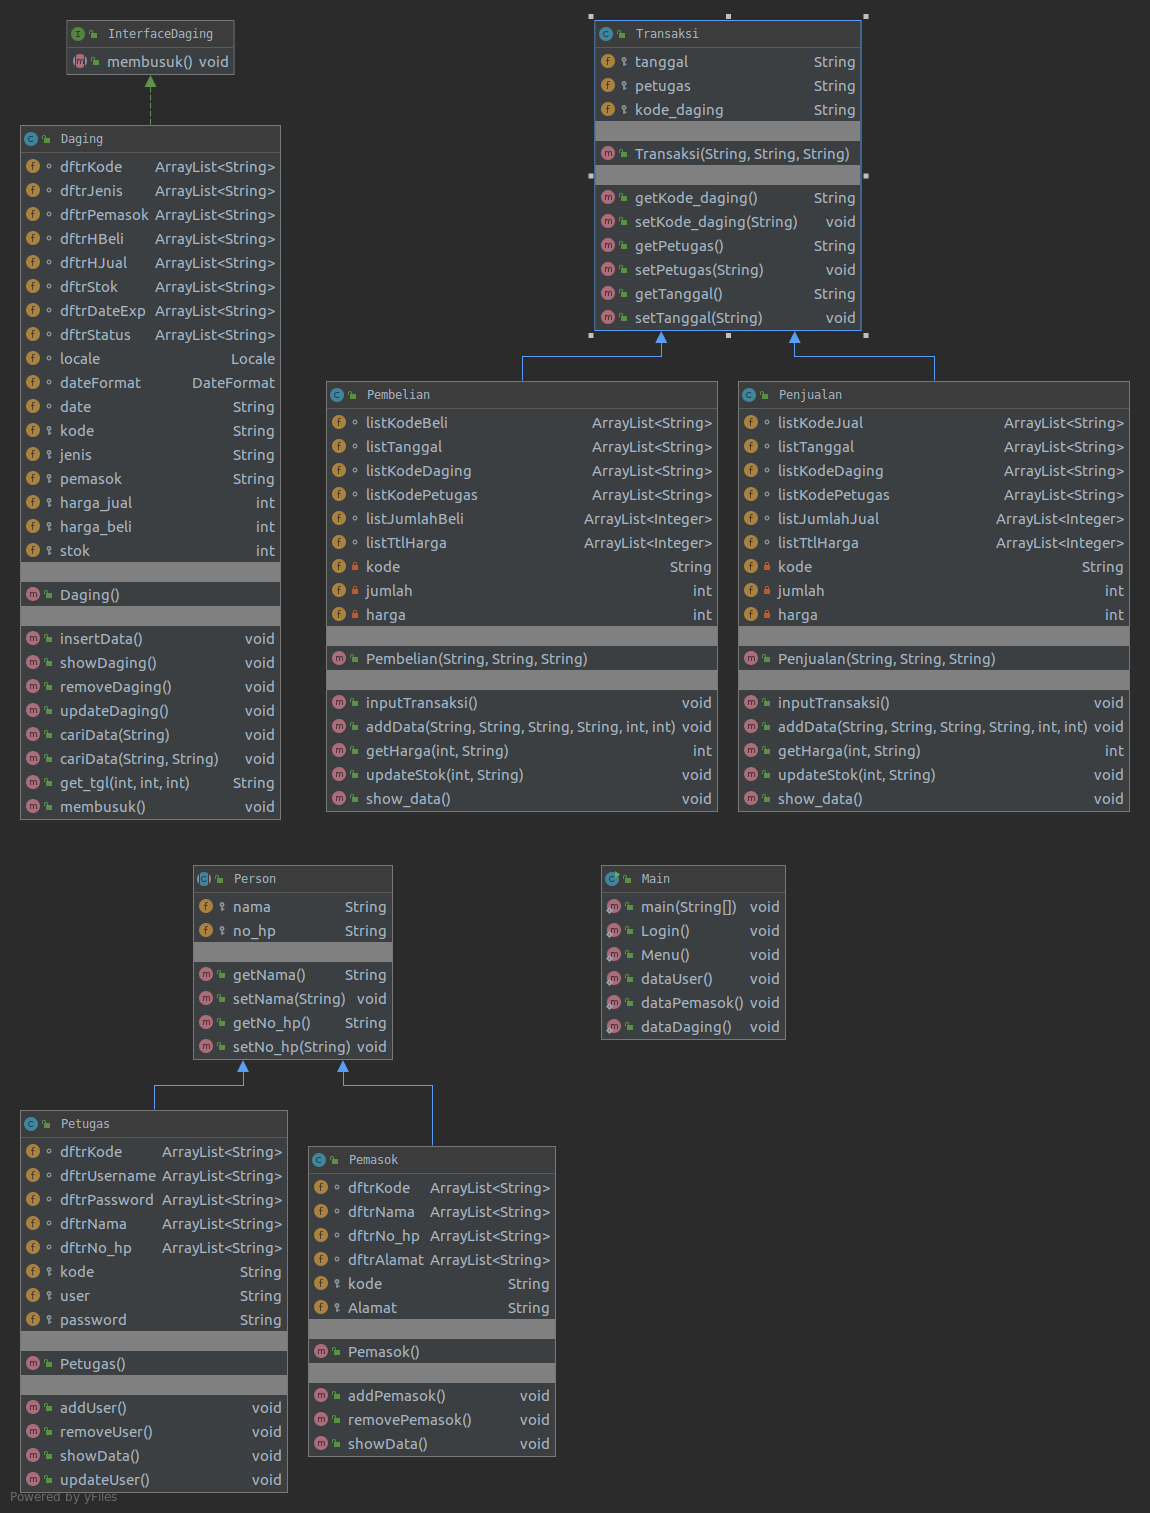 InterfaceDaging
membusuk() void
Daging
dftrKode ArrayList<String>
dftrJenis ArrayList<String>
dftrPemasok ArrayList<String>
dftrHBeli ArrayList<String>
dftrHJual ArrayList<String>
dftrStok ArrayList<String>
dftrDateExp ArrayList<String>
dftrStatus ArrayList<String>
locale Locale
dateFormat DateFormat
date String
kode String
jenis String
pemasok String
harga_jual int
harga_beli int
stok int
Daging()
insertData() void
showDaging() void
removeDaging() void
updateDaging() void
cariData(String) void
cariData(String, String) void
get_tgl(int, int, int) String
membusuk() void
Transaksi
tanggal String
petugas String
kode_daging String
Transaksi(String, String, String)
getKode_daging() String
setKode_daging(String) void
getPetugas() String
setPetugas(String) void
getTanggal() String
setTanggal(String) void
Pembelian
listKodeBeli ArrayList<String>
listTanggal ArrayList<String>
listKodeDaging ArrayList<String>
listKodePetugas ArrayList<String>
listJumlahBeli ArrayList<Integer>
listTtlHarga ArrayList<Integer>
kode String
jumlah int
harga int
Pembelian(String, String, String)
inputTransaksi() void
addData(String, String, String, String, int, int) void
getHarga(int, String) int
updateStok(int, String) void
show_data() void
Penjualan
listKodeJual ArrayList<String>
listTanggal ArrayList<String>
listKodeDaging ArrayList<String>
listKodePetugas ArrayList<String>
listJumlahJual ArrayList<Integer>
listTtlHarga ArrayList<Integer>
kode String
jumlah int
harga int
Penjualan(String, String, String)
inputTransaksi() void
addData(String, String, String, String, int, int) void
getHarga(int, String) int
updateStok(int, String) void
show_data() void
Person
nama String
no_hp String
getNama() String
setNama(String) void
getNo_hp() String
setNo_hp(String) void
Main
main(String[]) void
Login() void
Menu() void
dataUser() void
dataPemasok() void
dataDaging() void
Petugas
dftrKode ArrayList<String>
dftrUsername ArrayList<String>
dftrPassword ArrayList<String>
dftrNama ArrayList<String>
dftrNo_hp ArrayList<String>
kode String
user String
password String
Petugas()
addUser() void
removeUser() void
showData() void
updateUser() void
Pemasok
dftrKode ArrayList<String>
dftrNama ArrayList<String>
dftrNo_hp ArrayList<String>
dftrAlamat ArrayList<String>
kode String
Alamat String
Pemasok()
addPemasok() void
removePemasok() void
showData() void
Powered by yFiles